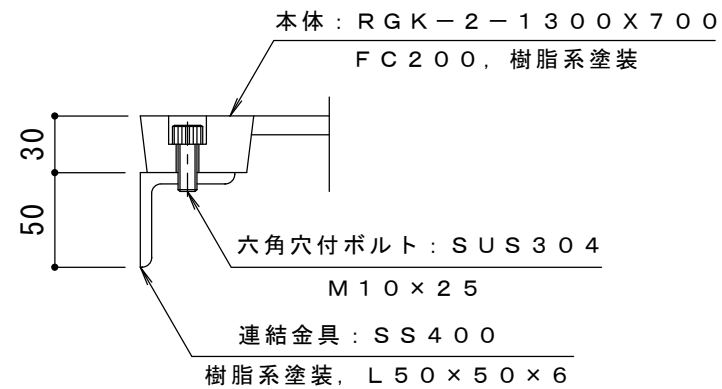 本体：ＲＧＫ－２－１３００Ｘ７００
ＦＣ２００，樹脂系塗装
30
50
六角穴付ボルト：ＳＵＳ３０４
Ｍ１０×２５
連結金具：ＳＳ４００
樹脂系塗装，Ｌ５０×５０×６